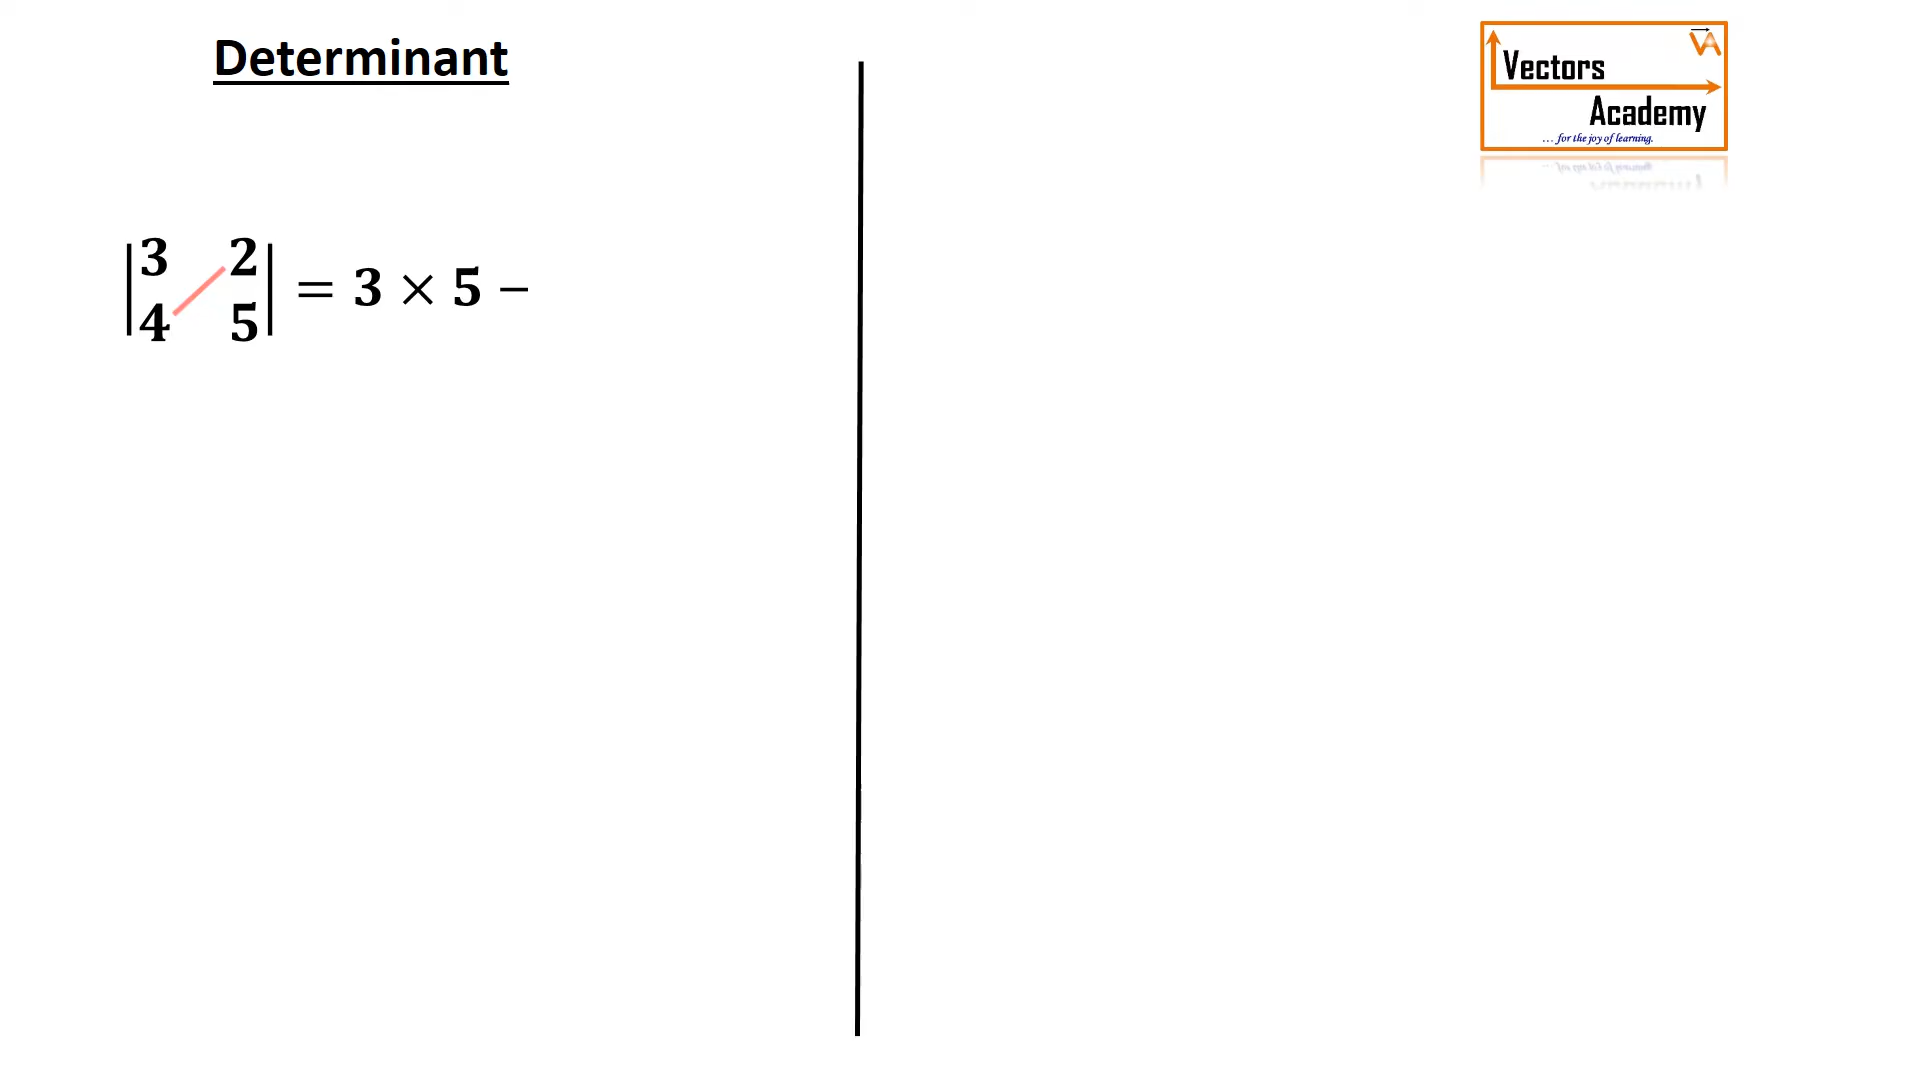 Determinant
Vectors
Academy
... for the joy of learning.
|3 2|
|4 5| = 3 × 5 −